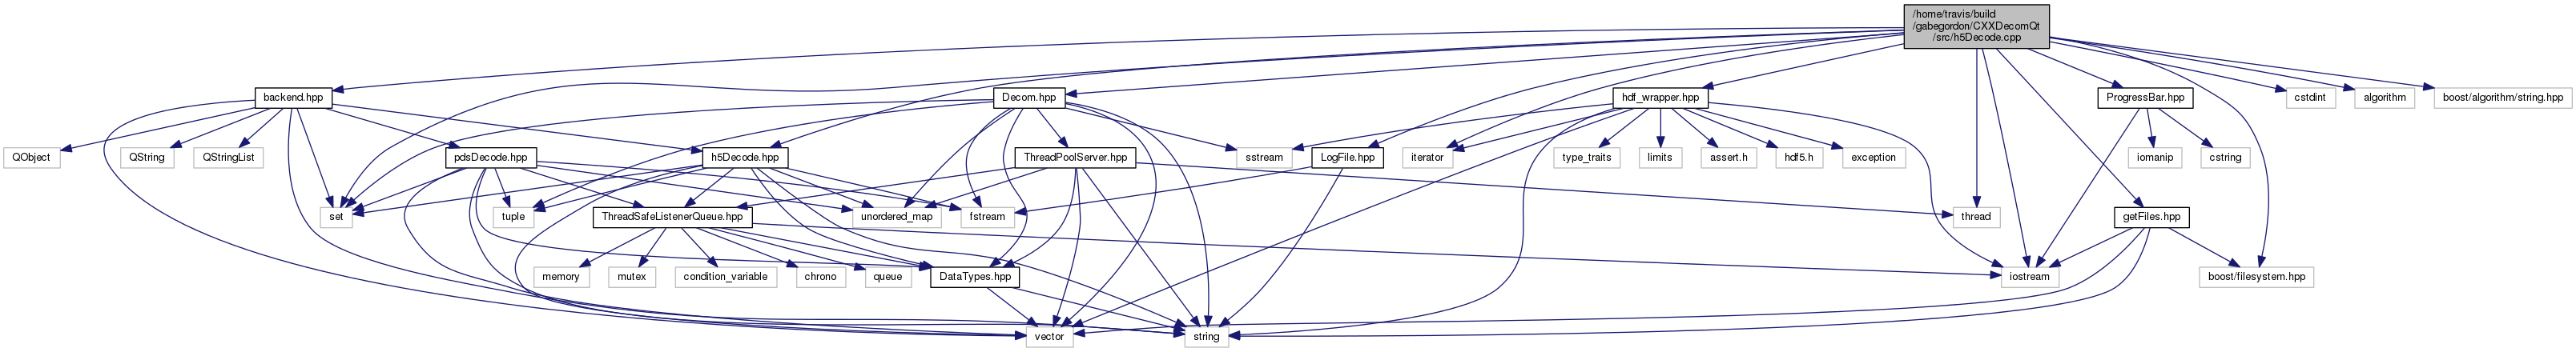 /home/travis/build
/gabegordon/CXXDecomQt
/src/h5Decode.cpp
backend.hpp
Decom.hpp
hdf_wrapper.hpp
ProgressBar.hpp
cstdint
algorithm
boost/algorithm/string.hpp
QObject
QString
QStringList
pdsDecode.hpp
h5Decode.hpp
ThreadPoolServer.hpp
sstream
LogFile.hpp
iterator
type_traits
limits
assert.h
hdf5.h
exception
iomanip
cstring
set
tuple
ThreadSafeListenerQueue.hpp
unordered_map
fstream
thread
getFiles.hpp
memory
mutex
condition_variable
chrono
queue
DataTypes.hpp
iostream
boost/filesystem.hpp
vector
string